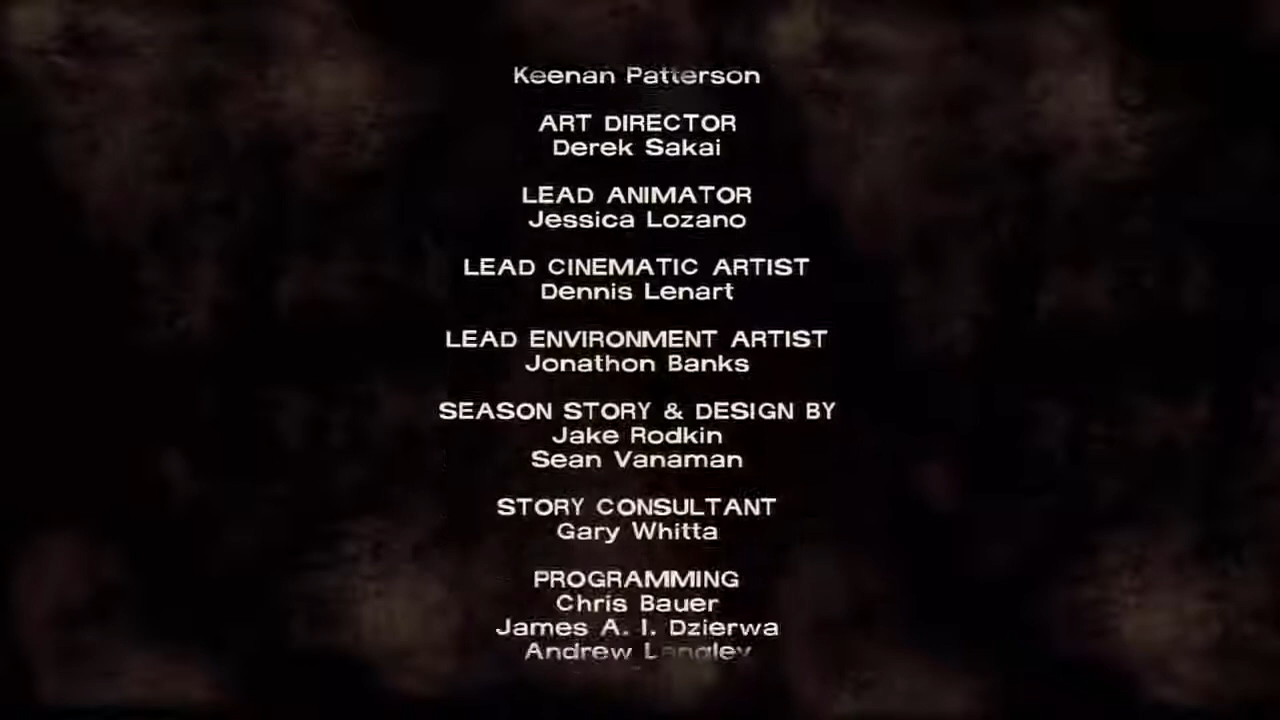 Keenan Patterson
ART DIRECTOR
Derek Sakai
LEAD ANIMATOR
Jessica Lozano
LEAD CINEMATIC ARTIST
Dennis Lenart
LEAD ENVIRONMENT ARTIST
Jonathon Banks
SEASON STORY & DESIGN BY
Jake Rodkin
Sean Vanaman
STORY CONSULTANT
Gary Whitta
PROGRAMMING
Chris Bauer
James A. I. Dzierwa
Andrew Langley